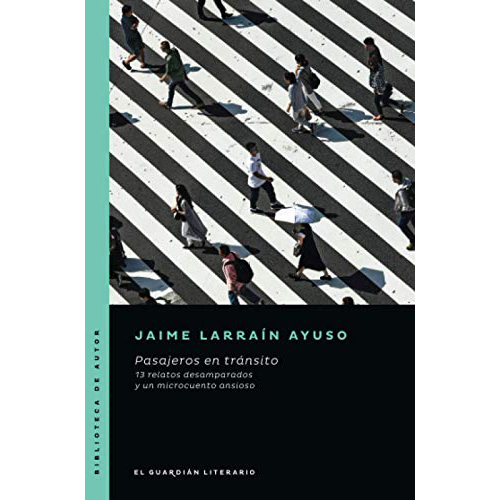 JAIME LARRAÍN AYUSO
Pasajeros en tránsito
13 relatos desamparados
y un microcuento ansioso
EL GUARDIÁN LITERARIO
BIBLIOTECA DE AUTOR